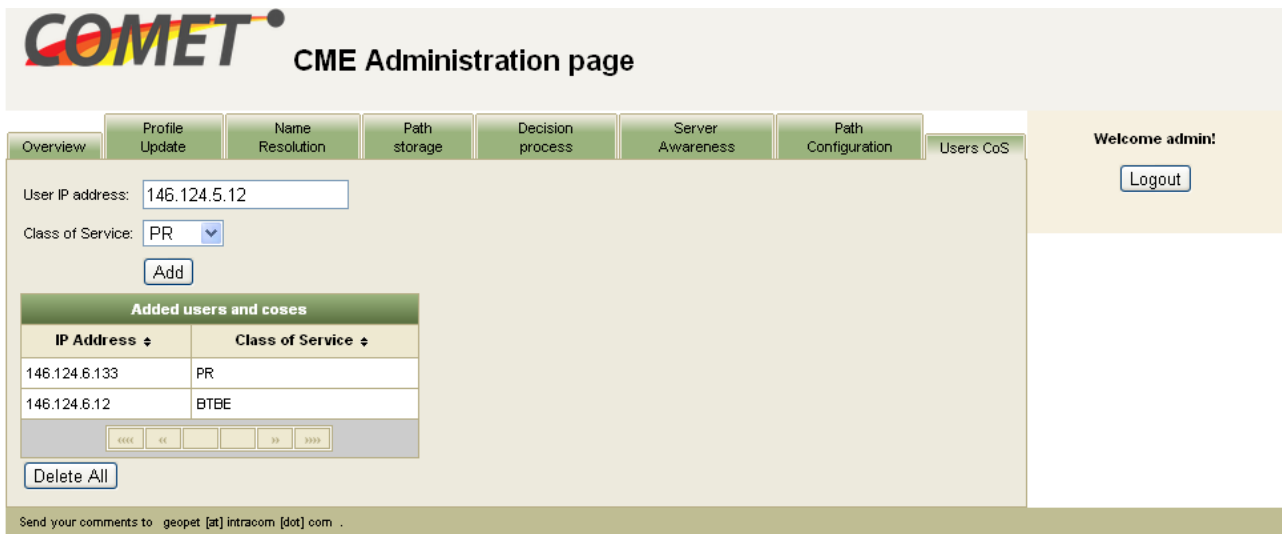 COMET
CME Administration page
Overview
Profile
Update
Name
Resolution
Path
storage
Decision
process
Server
Awareness
Path
Configuration
Users CoS
Welcome admin!
Logout
User IP address: 146.124.5.12
Class of Service: PR
Add
Added users and coses
IP Address Class of Service
146.124.6.133 PR
146.124.6.12 BTBE
«« « » »»
Delete All
Send your comments to geopet [at] intracom [dot] com .